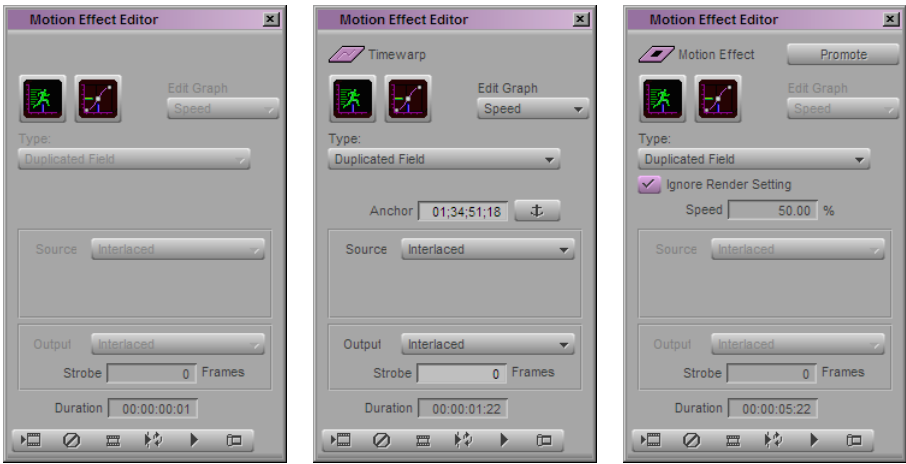 Motion Effect Editor
Edit Graph
Speed
Type:
Duplicated Field
Source Interlaced
Output Interlaced
Strobe 0 Frames
Duration 00:00:00:01
Motion Effect Editor
Timewarp
Edit Graph
Speed
Type:
Duplicated Field
Anchor 01;34;51;18
Source Interlaced
Output Interlaced
Strobe 0 Frames
Duration 00:00:01:22
Motion Effect Editor
Motion Effect Promote
Edit Graph
Speed
Type:
Duplicated Field
Ignore Render Setting
Speed 50.00 %
Source Interlaced
Output Interlaced
Strobe 0 Frames
Duration 00:00:05:22